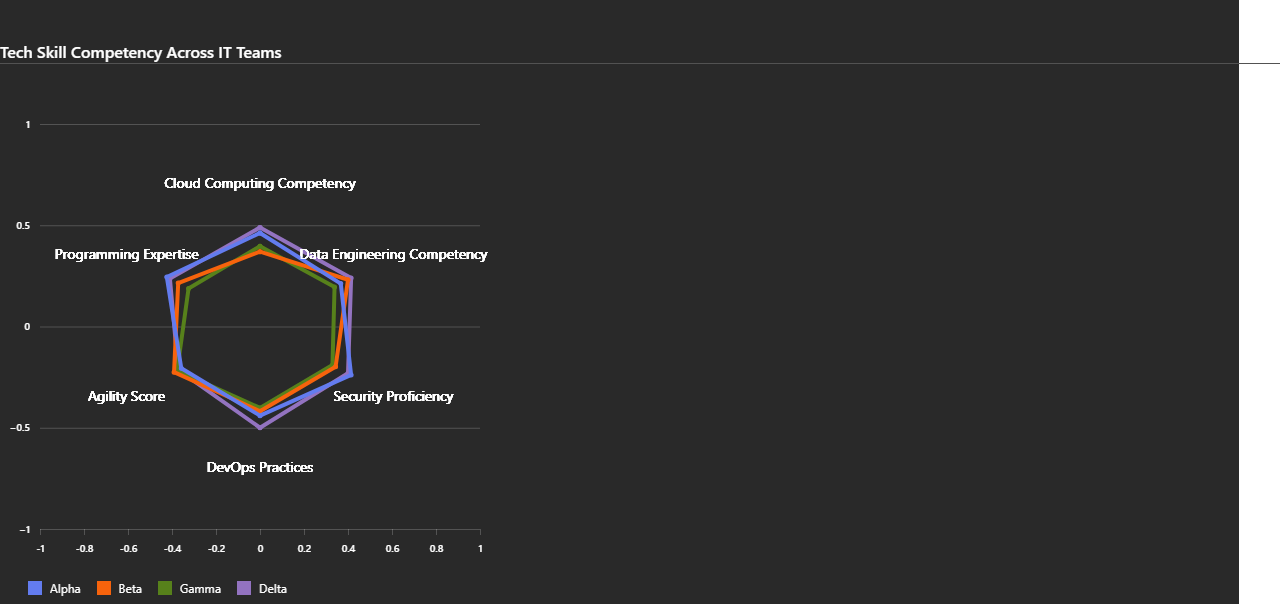 Tech Skill Competency Across IT Teams
1
Cloud Computing Competency
0.5
Programming Expertise
Data Engineering Competency
0
Agility Score
Security Proficiency
−0.5
DevOps Practices
−1
-1 -0.8 -0.6 -0.4 -0.2 0 0.2 0.4 0.6 0.8 1
Alpha Beta Gamma Delta